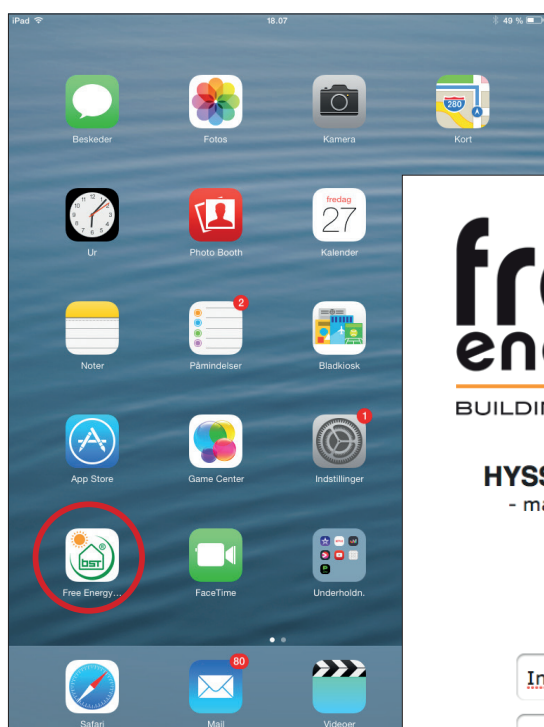 iPad 18.07 49 %
Beskeder Fotos Kamera Kort
280
fredag
27
Ur Photo Booth Kalender
2
Noter Påmindelser Bladkiosk
1
App Store Game Center Indstillinger
bst ®
Free Energy... FaceTime Underholdn.
80
Safari Mail Videoer
BUILDI
HYSS
- ma